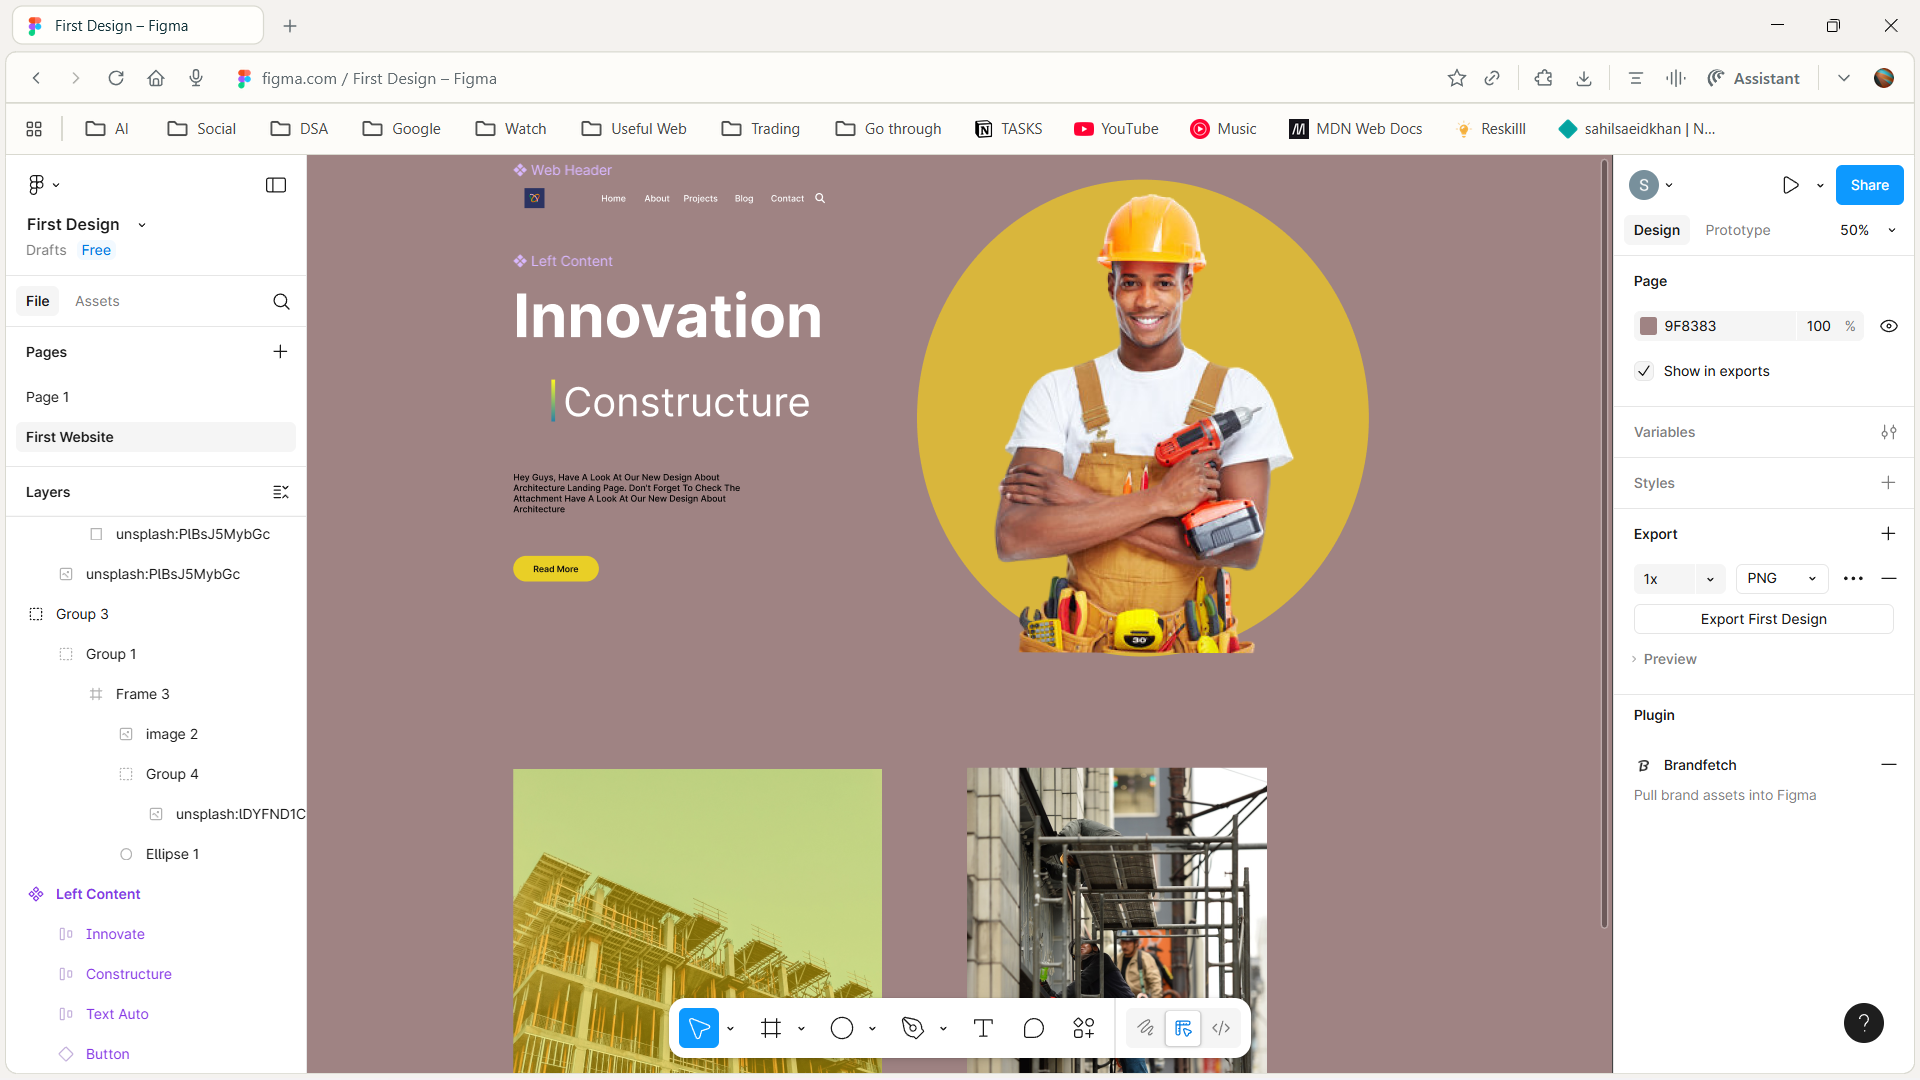 First Design – Figma
figma.com / First Design – Figma
Assistant
AI
Social
DSA
Google
Watch
Useful Web
Trading
Go through
TASKS
YouTube
Music
MDN Web Docs
Reskilll
sahilsaeidkhan | N...
First Design
Drafts
Free
File
Assets
Pages
Page 1
First Website
Layers
unsplash:PlBsJ5MybGc
unsplash:PlBsJ5MybGc
Group 3
Group 1
Frame 3
image 2
Group 4
unsplash:lDYFND1C
Ellipse 1
Left Content
Innovate
Constructure
Text Auto
Button
Web Header
Home
About
Projects
Blog
Contact
Left Content
Innovation
Constructure
Hey Guys, Have A Look At Our New Design About
Architecture Landing Page. Don't Forget To Check The
Attachment Have A Look At Our New Design About
Architecture
Read More
30
S
Share
Design
Prototype
50%
Page
9F8383
100
%
Show in exports
Variables
Styles
Export
1x
PNG
Export First Design
Preview
Plugin
Brandfetch
Pull brand assets into Figma
?